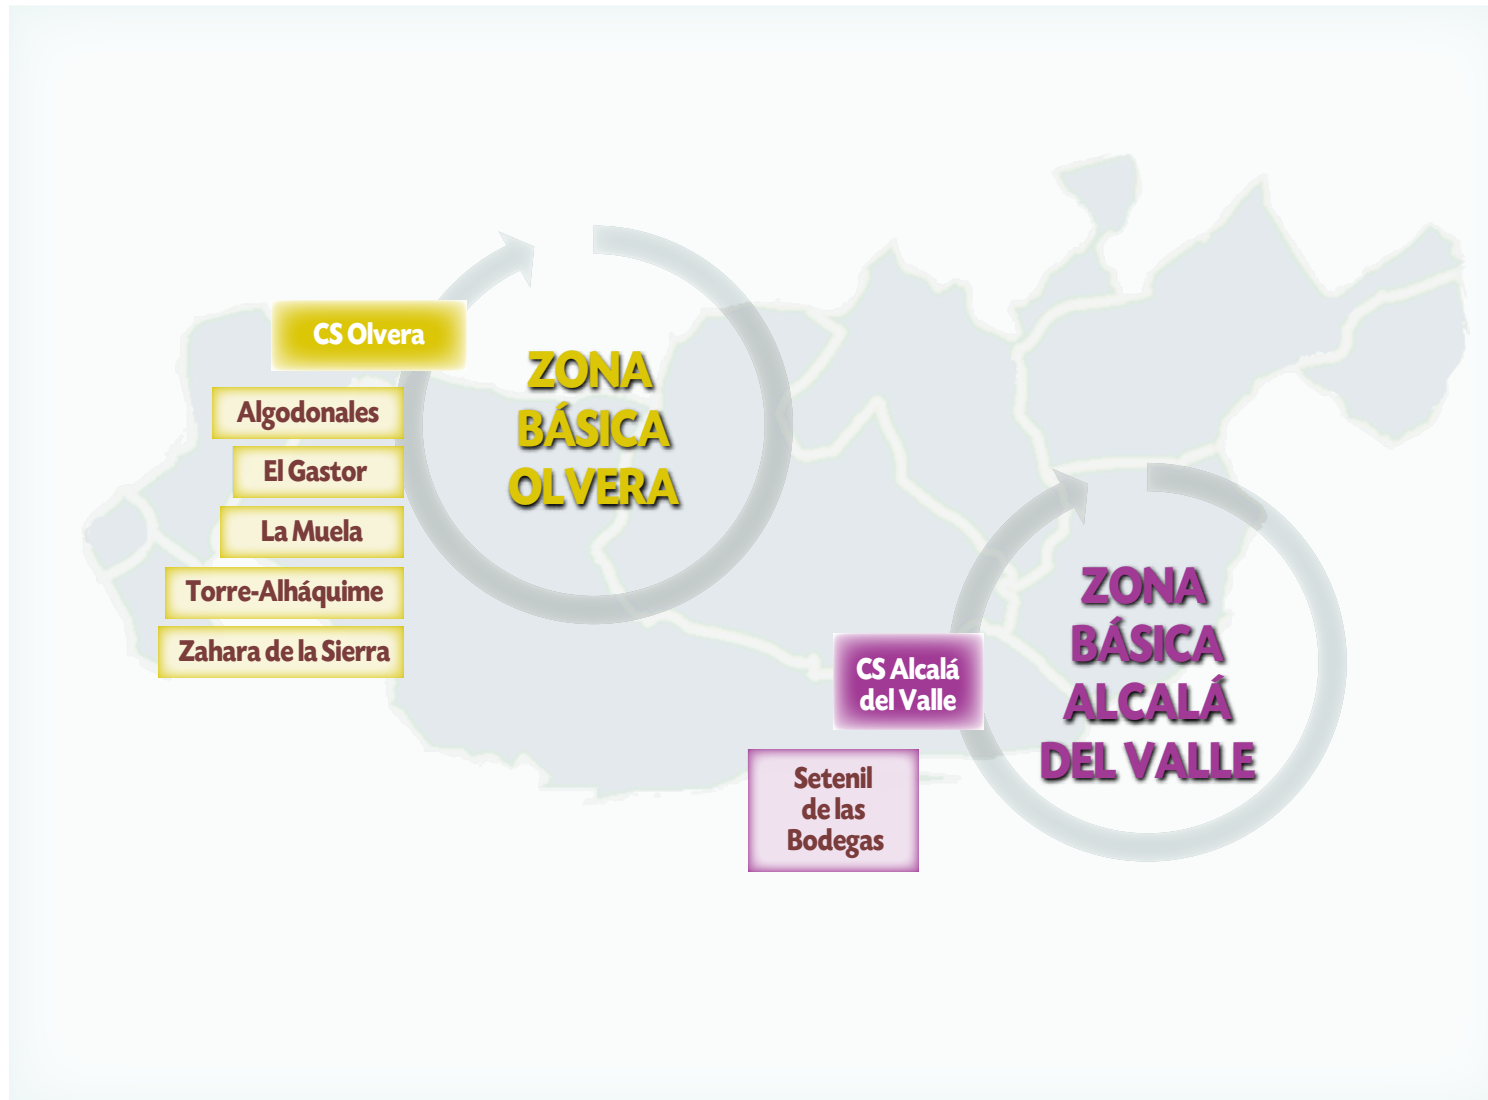 CS Olvera
Algodonales
El Gastor
La Muela
Torre-Alháquime
Zahara de la Sierra
ZONA
BÁSICA
OLVERA
CS Alcalá
del Valle
Setenil
de las
Bodegas
ZONA
BÁSICA
ALCALÁ
DEL VALLE